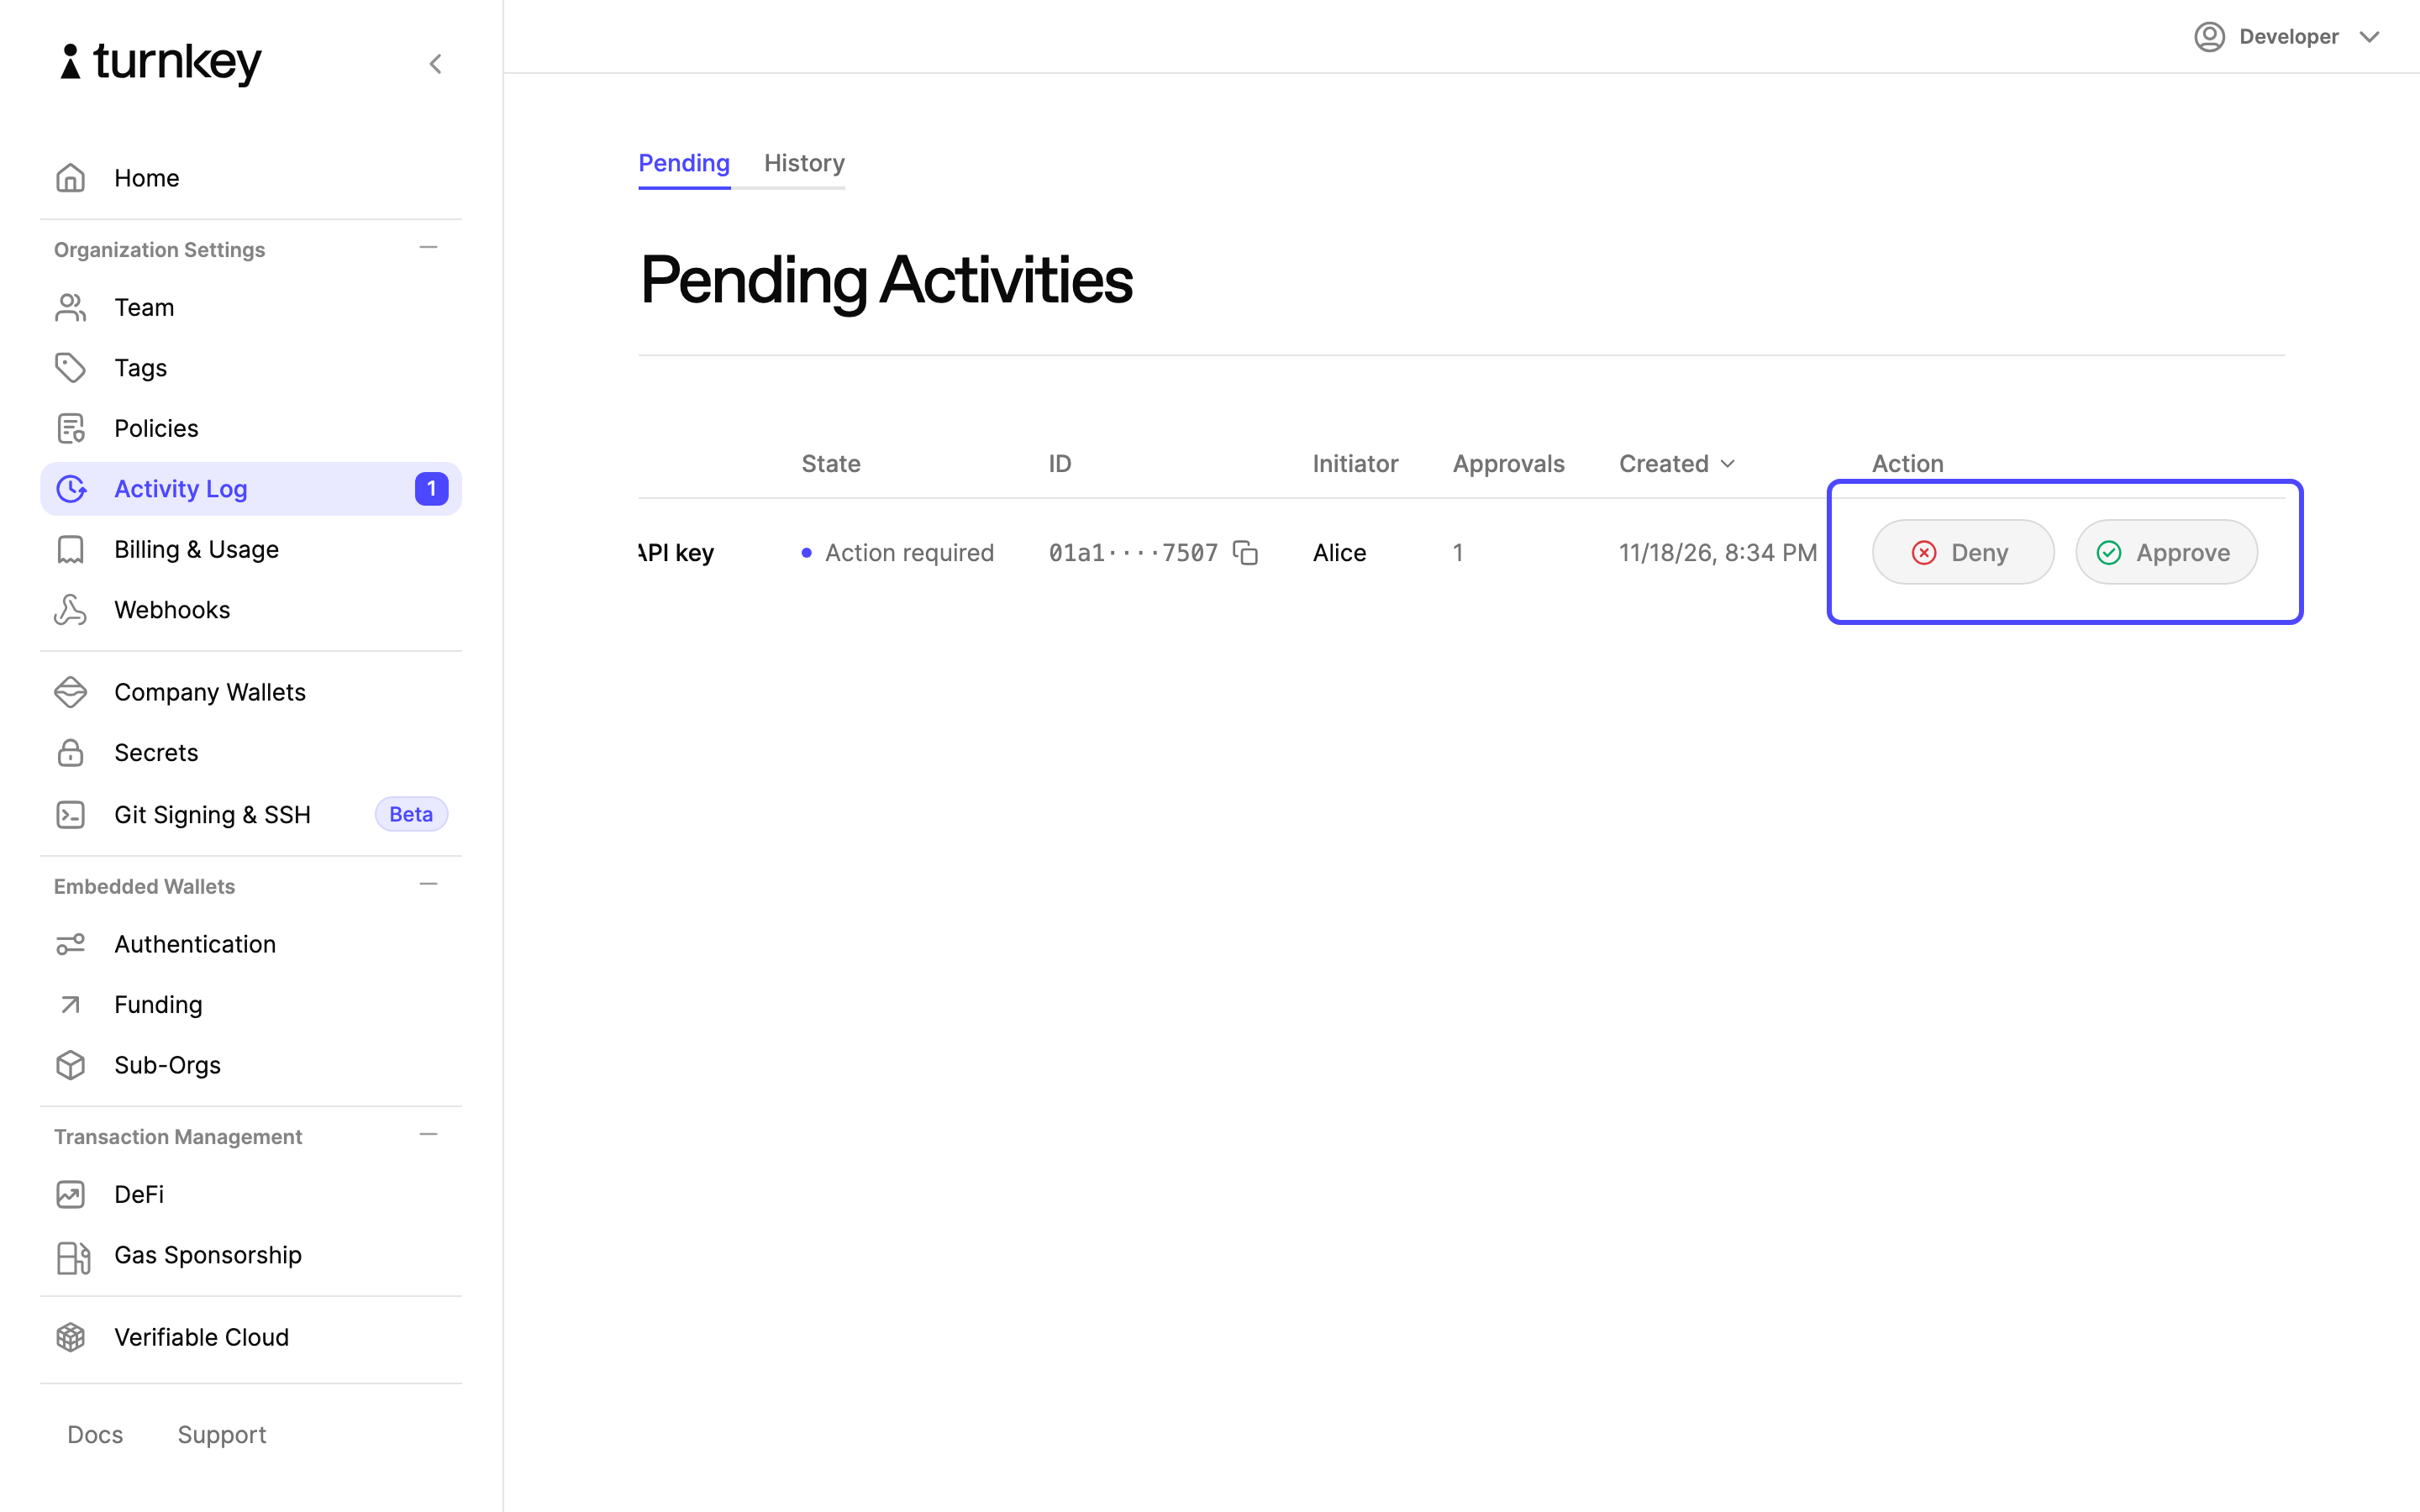 turnkey
Developer
Home
Organization Settings
Team
Tags
Policies
Activity Log 1
Billing & Usage
Webhooks
Company Wallets
Secrets
Git Signing & SSH Beta
Embedded Wallets
Authentication
Funding
Sub-Orgs
Transaction Management
DeFi
Gas Sponsorship
Verifiable Cloud
Docs Support
Pending History
Pending Activities
State ID Initiator Approvals Created Action
API key Action required 01a1····7507 Alice 1 11/18/26, 8:34 PM Deny Approve